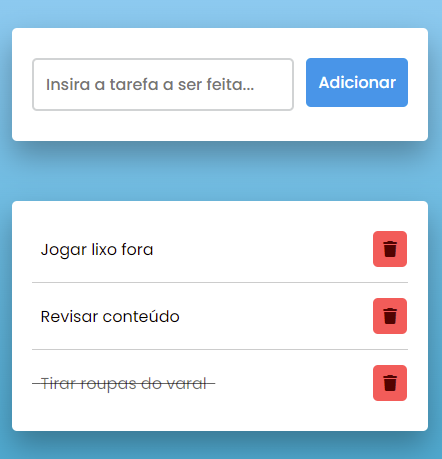 Insira a tarefa a ser feita...
Adicionar
Jogar lixo fora
Revisar conteúdo
Tirar roupas do varal